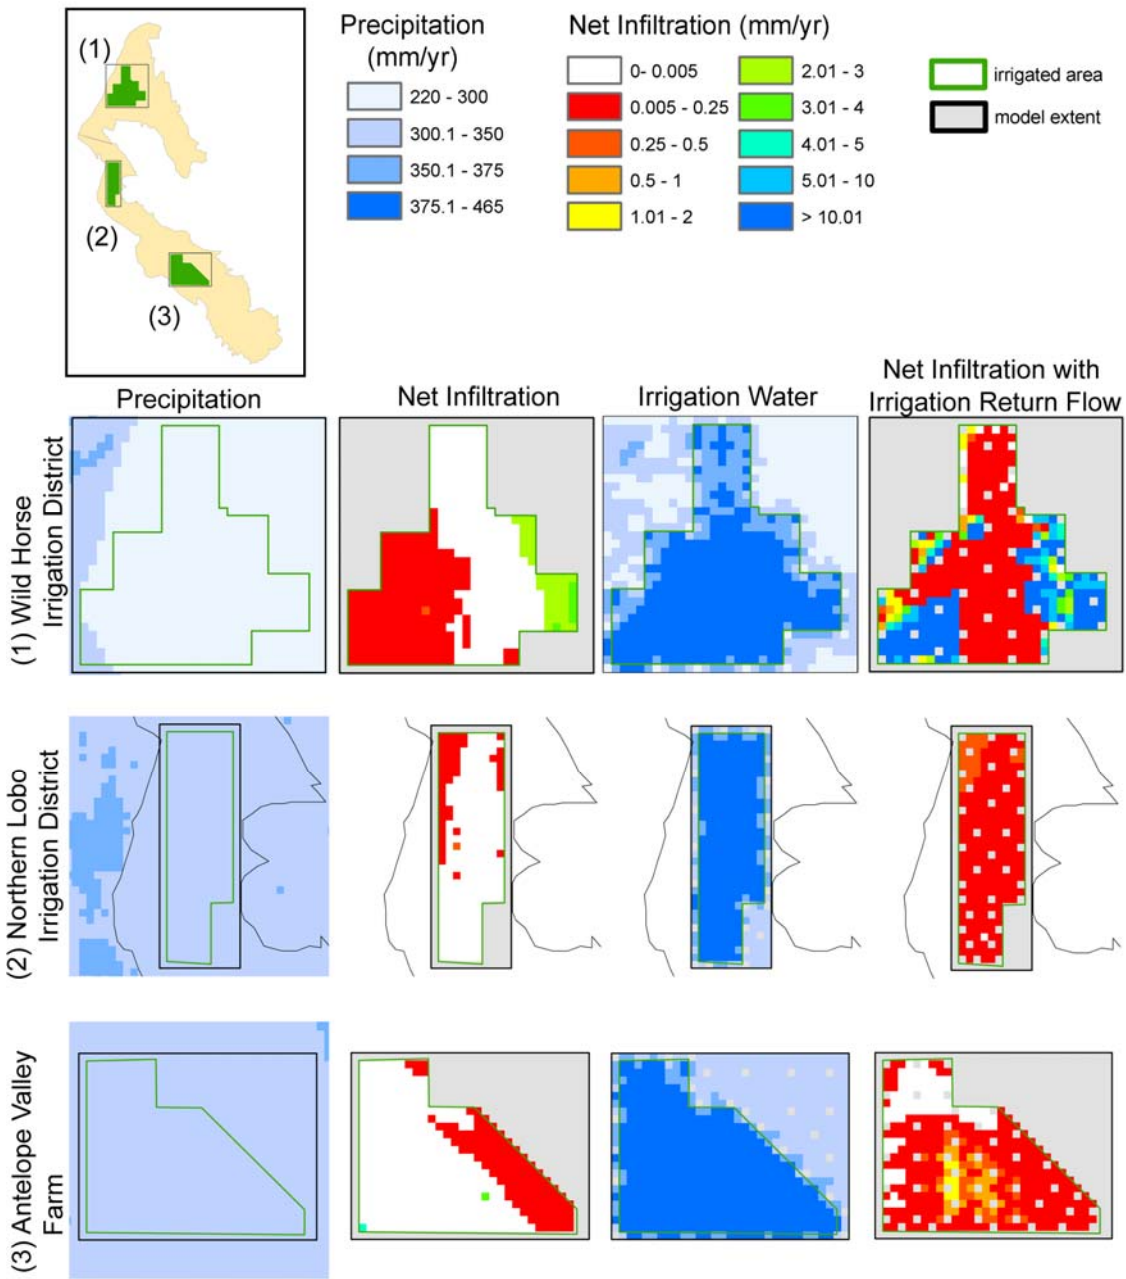 (1)
(2)
(3)
Precipitation
(mm/yr)
220 - 300
300.1 - 350
350.1 - 375
375.1 - 465
Net Infiltration (mm/yr)
0- 0.005
0.005 - 0.25
0.25 - 0.5
0.5 - 1
1.01 - 2
2.01 - 3
3.01 - 4
4.01 - 5
5.01 - 10
> 10.01
irrigated area
model extent
Precipitation
Net Infiltration
Irrigation Water
Net Infiltration with
Irrigation Return Flow
(1) Wild Horse
Irrigation District
(2) Northern Lobo
Irrigation District
(3) Antelope Valley
Farm